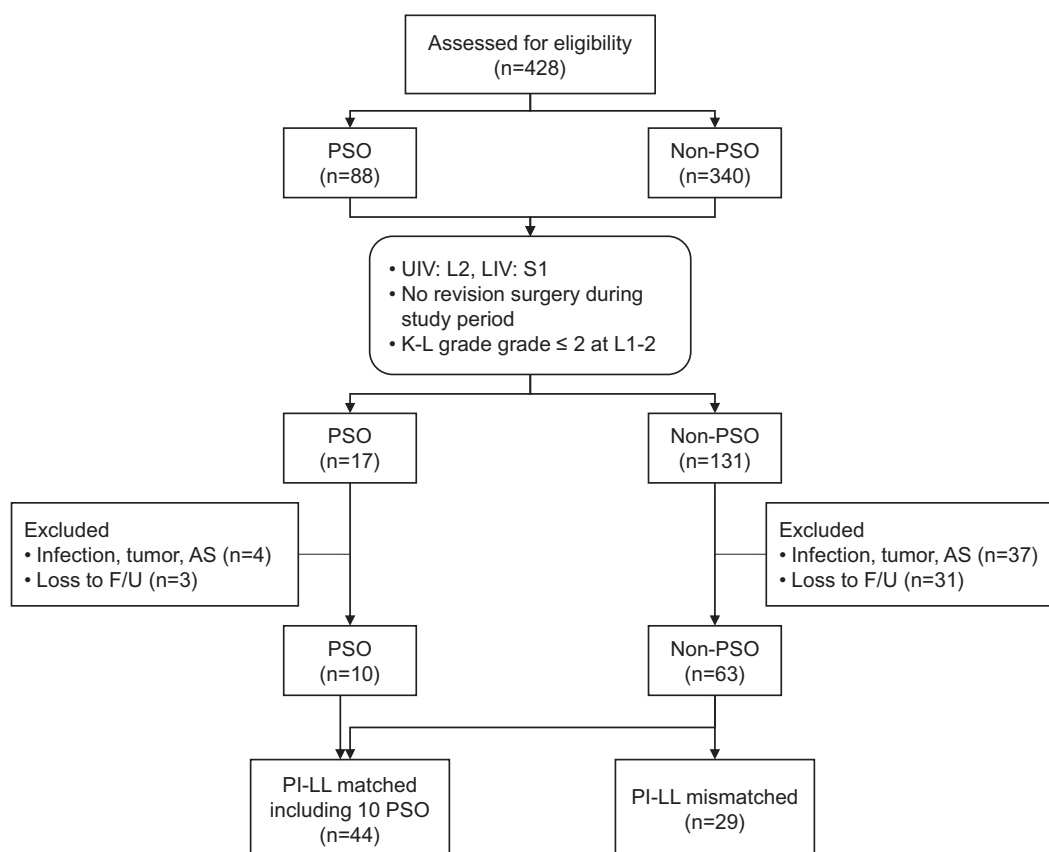 Assessed for eligibility
(n=428)
PSO
(n=88)
Non-PSO
(n=340)
• UIV: L2, LIV: S1
• No revision surgery during
study period
• K-L grade grade ≤ 2 at L1-2
PSO
(n=17)
Non-PSO
(n=131)
Excluded
• Infection, tumor, AS (n=4)
• Loss to F/U (n=3)
Excluded
• Infection, tumor, AS (n=37)
• Loss to F/U (n=31)
PSO
(n=10)
Non-PSO
(n=63)
PI-LL matched
including 10 PSO
(n=44)
PI-LL mismatched
(n=29)